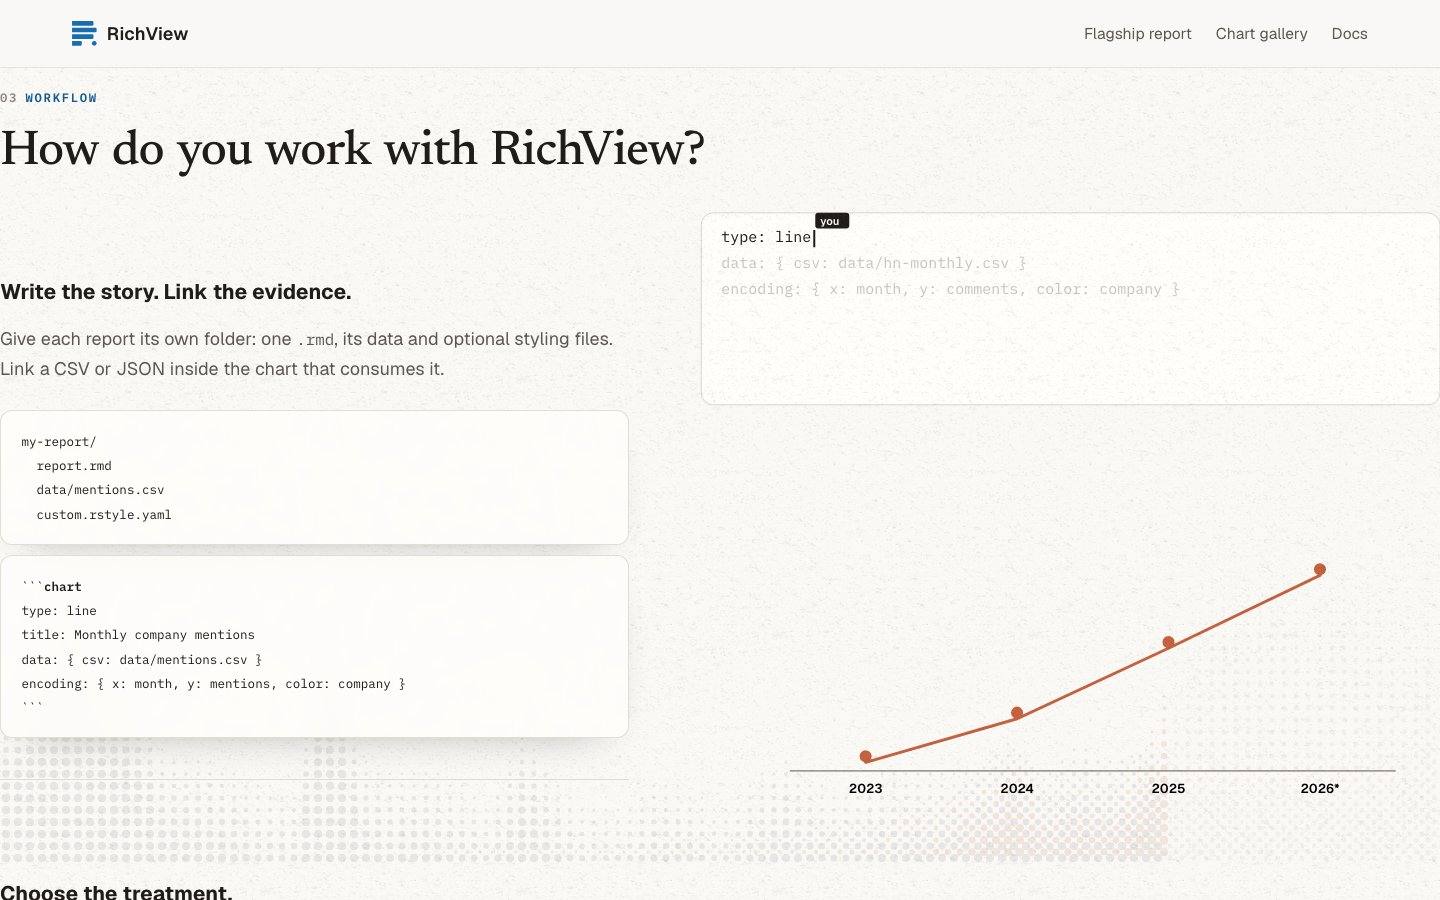 RichView
Flagship report
Chart gallery
Docs
03 WORKFLOW
How do you work with RichView?
Write the story. Link the evidence.
Give each report its own folder: one .rmd, its data and optional styling files.
Link a CSV or JSON inside the chart that consumes it.
my-report/
  report.rmd
  data/mentions.csv
  custom.rstyle.yaml
```chart
type: line
title: Monthly company mentions
data: { csv: data/mentions.csv }
encoding: { x: month, y: mentions, color: company }
```
Choose the treatment.
you
type: line
data: { csv: data/hn-monthly.csv }
encoding: { x: month, y: comments, color: company }
2023
2024
2025
2026*